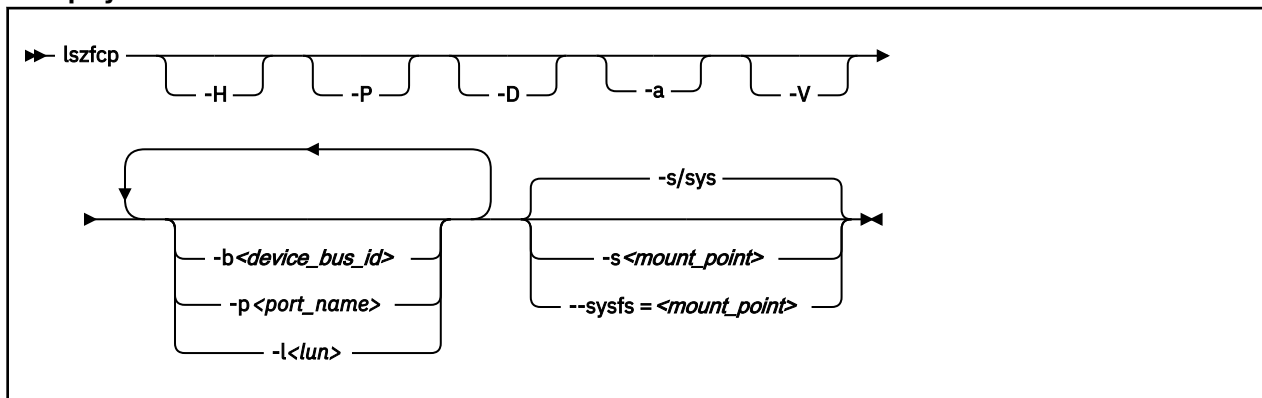 lszfcp
-H -P -D -a -V
-s/sys
-b<device_bus_id> -s<mount_point>
-p<port_name> --sysfs = <mount_point>
-l<lun>